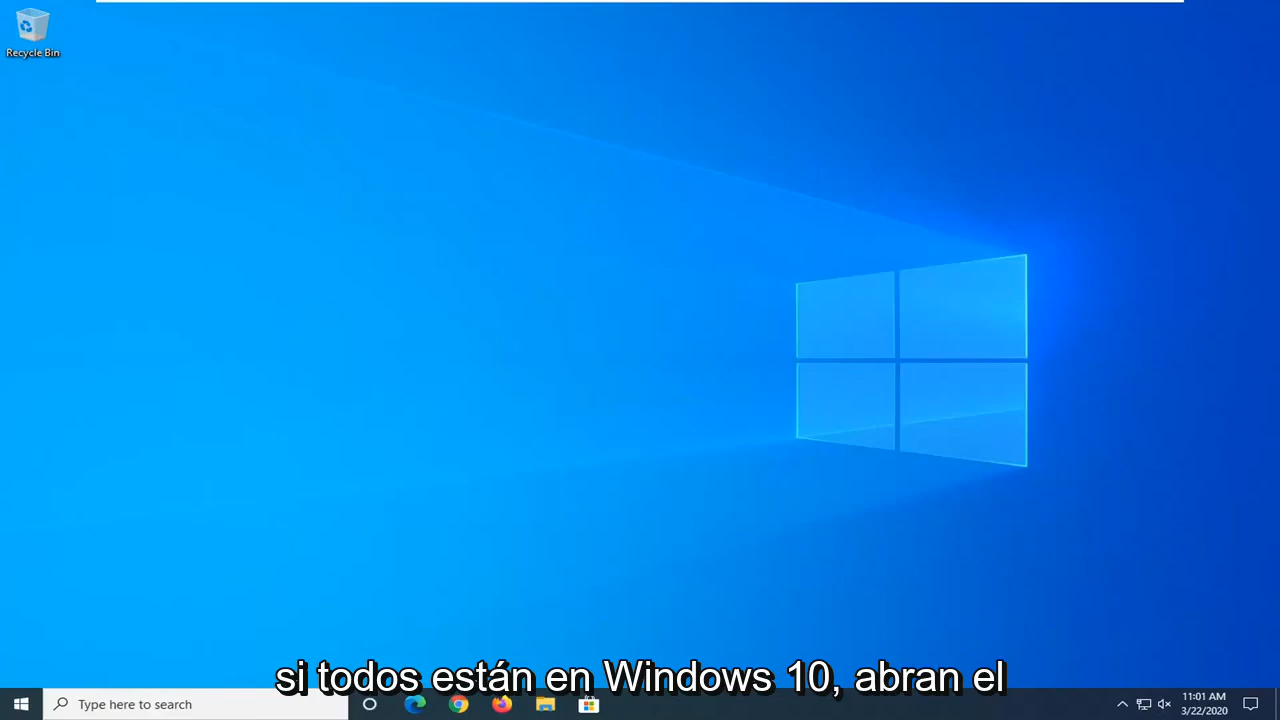 Recycle Bin
si todos están en Windows 10, abran el
Type here to search
11:01 AM
3/22/2020